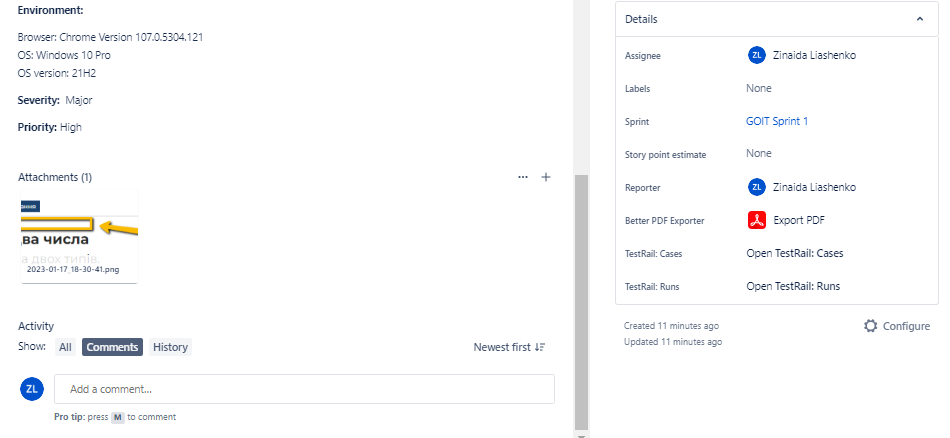 Environment:
Browser: Chrome Version 107.0.5304.121
OS: Windows 10 Pro
OS version: 21H2
Severity: Major
Priority: High
Attachments (1)
ва числа
а двох типів.
2023-01-17_18-30-41.png
Activity
Show: All Comments History
Newest first
ZL
Add a comment...
Pro tip: press M to comment
Details
Assignee ZL Zinaida Liashenko
Labels None
Sprint GOIT Sprint 1
Story point estimate None
Reporter ZL Zinaida Liashenko
Better PDF Exporter Export PDF
TestRail: Cases Open TestRail: Cases
TestRail: Runs Open TestRail: Runs
Created 11 minutes ago
Configure
Updated 11 minutes ago